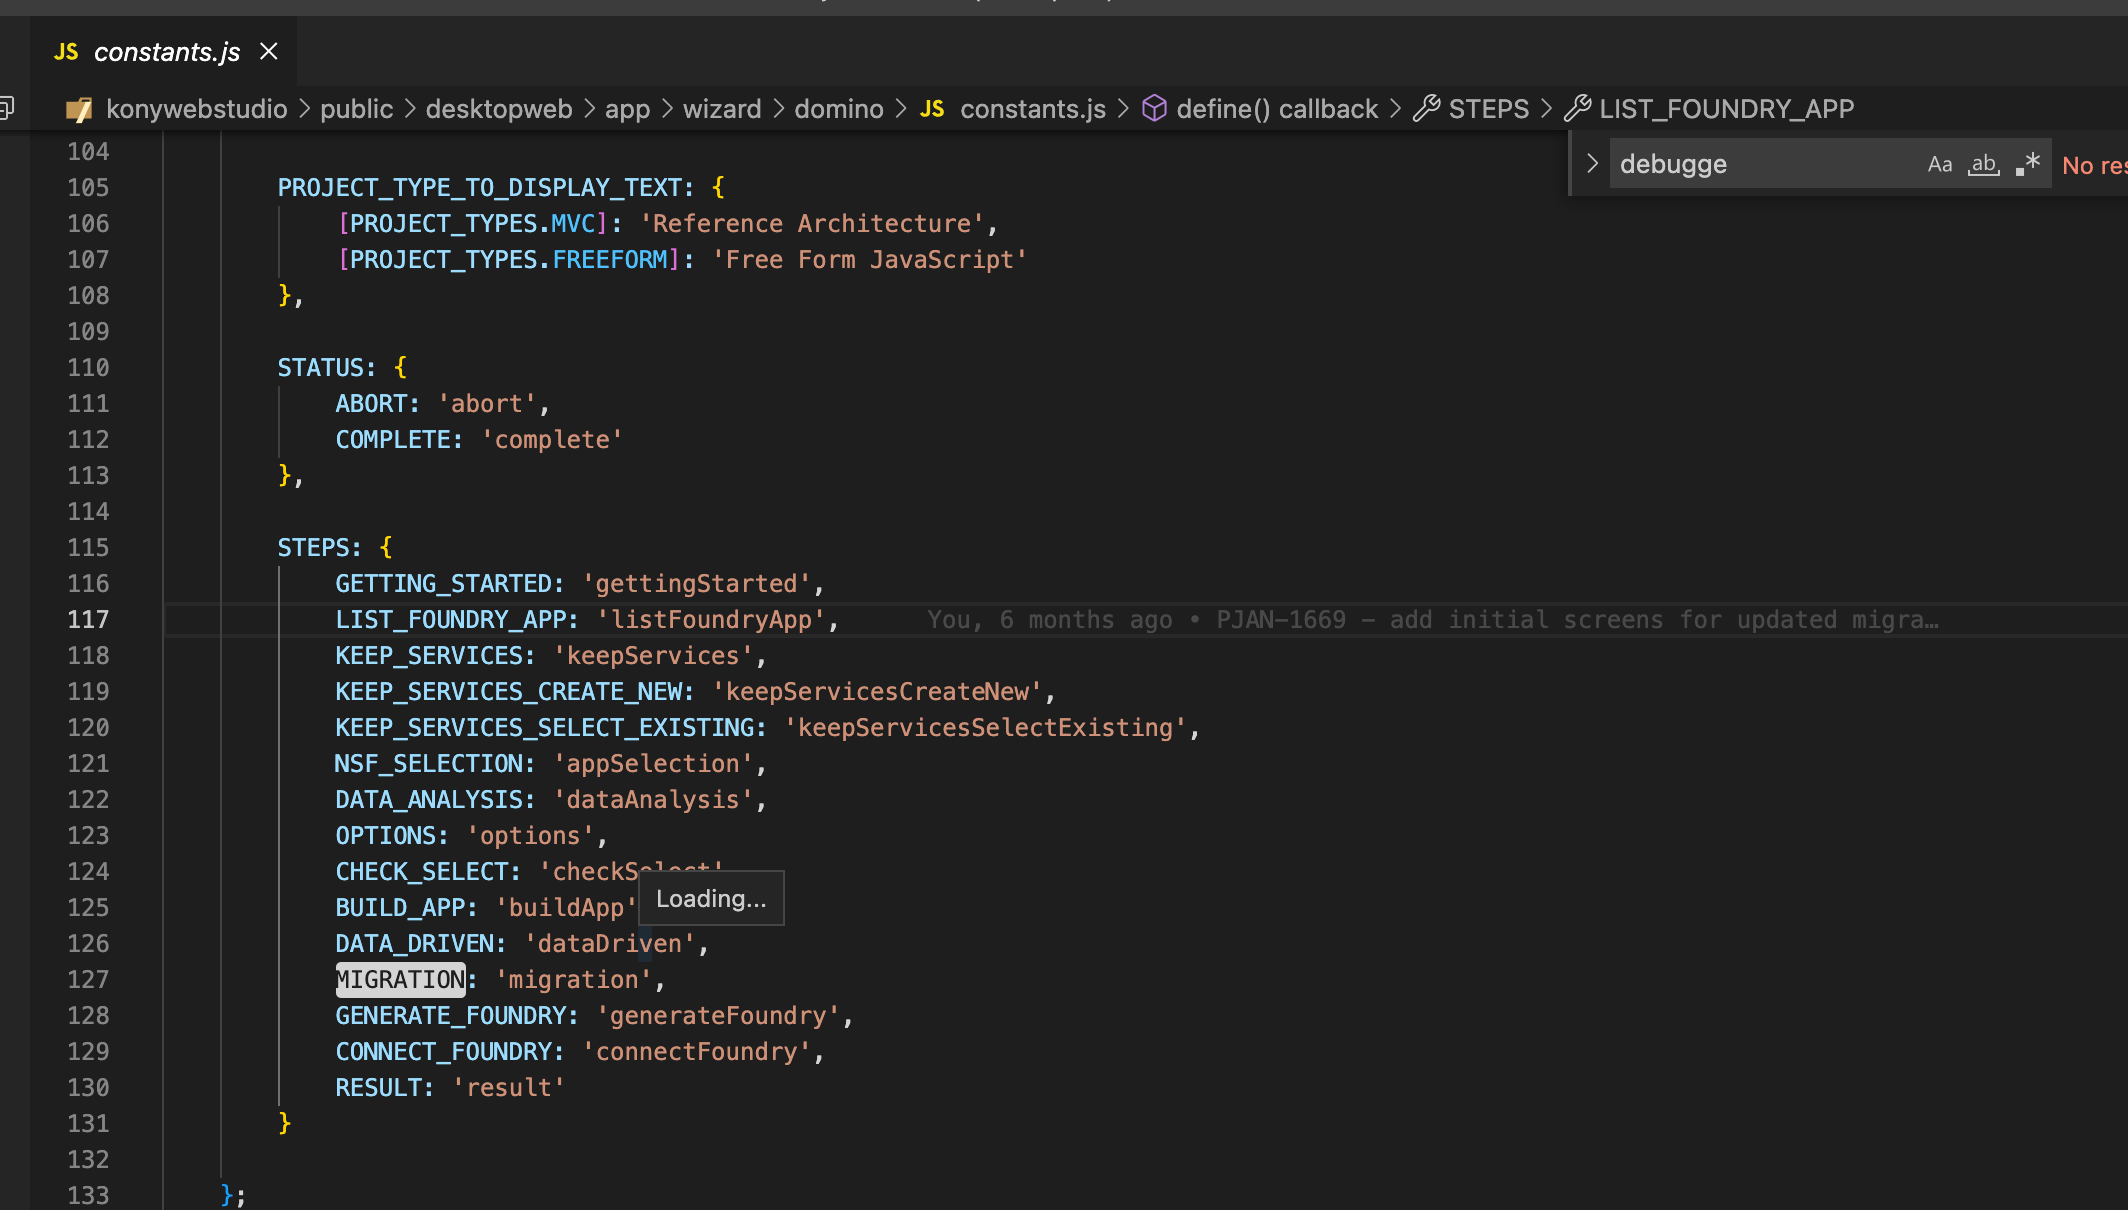 JS constants.js
konywebstudio > public > desktopweb > app > wizard > domino > JS constants.js > define() callback > STEPS > LIST_FOUNDRY_APP
debugge Aa ab .* No res
104
105 PROJECT_TYPE_TO_DISPLAY_TEXT: {
106 [PROJECT_TYPES.MVC]: 'Reference Architecture',
107 [PROJECT_TYPES.FREEFORM]: 'Free Form JavaScript'
108 },
109
110 STATUS: {
111 ABORT: 'abort',
112 COMPLETE: 'complete'
113 },
114
115 STEPS: {
116 GETTING_STARTED: 'gettingStarted',
117 LIST_FOUNDRY_APP: 'listFoundryApp', You, 6 months ago • PJAN-1669 – add initial screens for updated migra…
118 KEEP_SERVICES: 'keepServices',
119 KEEP_SERVICES_CREATE_NEW: 'keepServicesCreateNew',
120 KEEP_SERVICES_SELECT_EXISTING: 'keepServicesSelectExisting',
121 NSF_SELECTION: 'appSelection',
122 DATA_ANALYSIS: 'dataAnalysis',
123 OPTIONS: 'options',
124 CHECK_SELECT: 'checkSelect'
125 BUILD_APP: 'buildApp' Loading...
126 DATA_DRIVEN: 'dataDriven',
127 MIGRATION: 'migration',
128 GENERATE_FOUNDRY: 'generateFoundry',
129 CONNECT_FOUNDRY: 'connectFoundry',
130 RESULT: 'result'
131 }
132
133 };